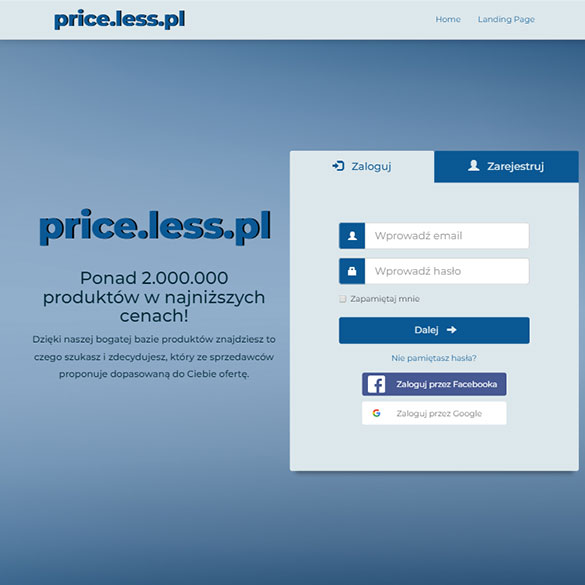 price.less.pl
Home Landing Page
Zaloguj Zarejestruj
price.less.pl
Ponad 2.000.000
produktów w najniższych
cenach!
Dzięki naszej bogatej bazie produktów znajdziesz to
czego szukasz i zdecydujesz, który ze sprzedawców
proponuje dopasowaną do Ciebie ofertę.
Wprowadź email
Wprowadź hasło
Zapamiętaj mnie
Dalej
Nie pamiętasz hasła?
Zaloguj przez Facebooka
Zaloguj przez Google